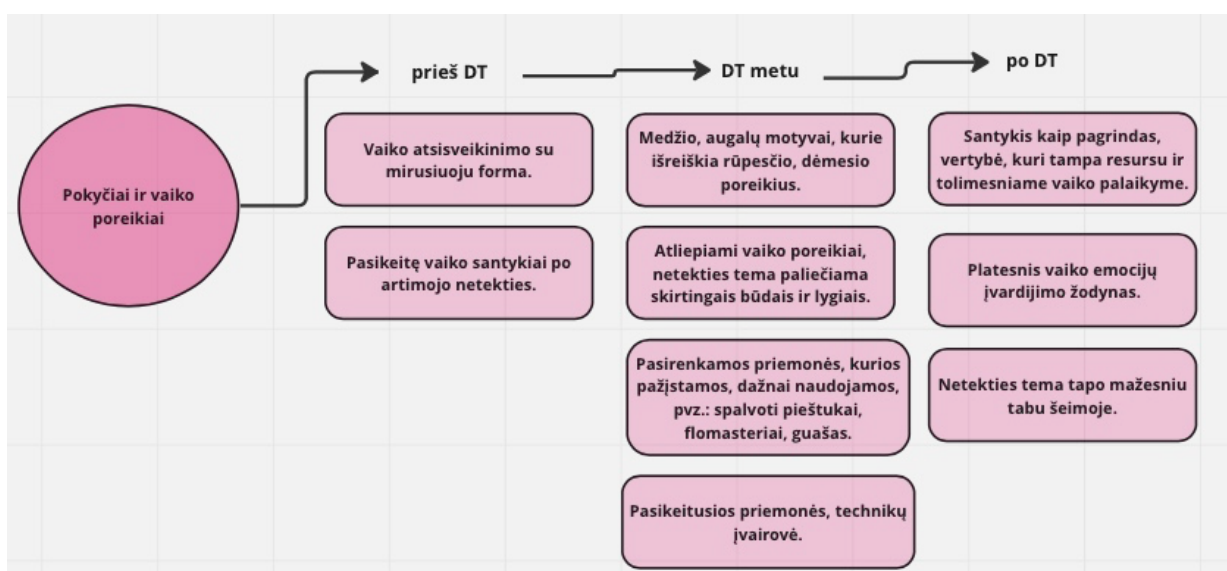 prieš DT
DT metu
po DT
Pokyčiai ir vaiko
poreikiai
Vaiko atsisveikinimo su
mirusiuoju forma.
Pasikeitę vaiko santykiai po
artimojo netekties.
Medžio, augalų motyvai, kurie
išreiškia rūpesčio, dėmesio
poreikius.
Atliepiami vaiko poreikiai,
netekties tema paliečiama
skirtingais būdais ir lygiais.
Pasirenkamos priemonės, kurios
pažįstamos, dažnai naudojamos,
pvz.: spalvoti pieštukai,
flomasteriai, guašas.
Pasikeitusios priemonės, technikų
įvairovė.
Santykis kaip pagrindas,
vertybė, kuri tampa resursu ir
tolimesniame vaiko palaikyme.
Platesnis vaiko emocijų
įvardijimo žodynas.
Netekties tema tapo mažesniu
tabu šeimoje.